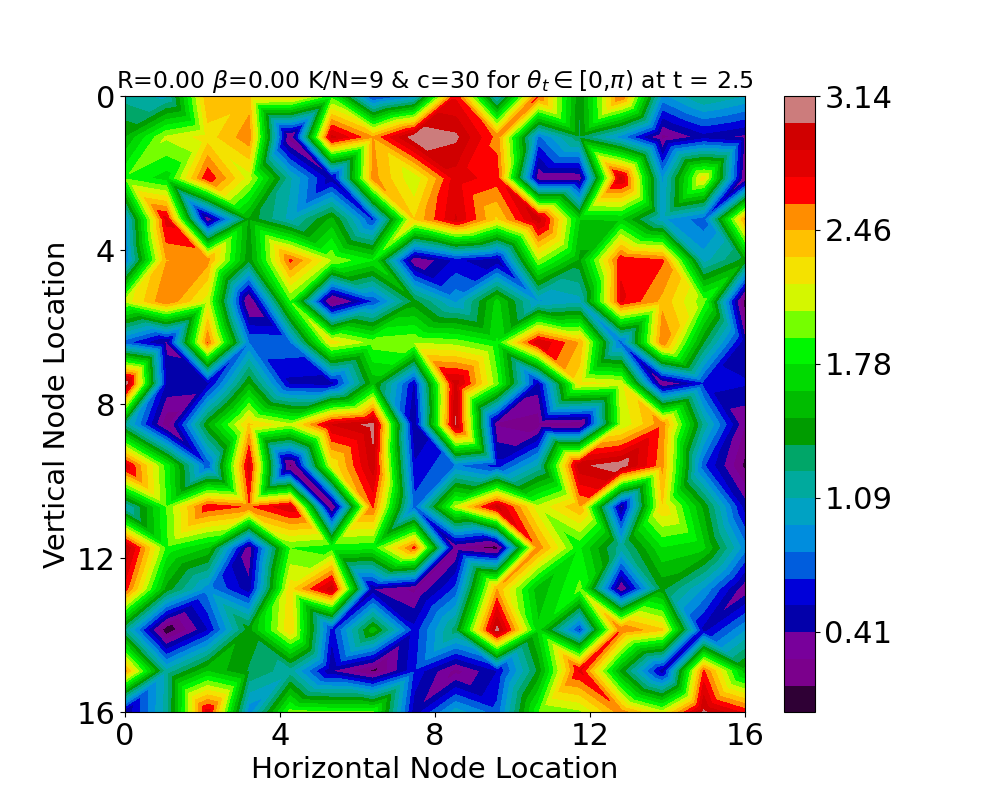 R=0.00 β=0.00 K/N=9 & c=30 for θ_t ∈ [0,π) at t = 2.5
0
4
8
12
16
Vertical Node Location
0 4 8 12 16
Horizontal Node Location
3.14
2.46
1.78
1.09
0.41